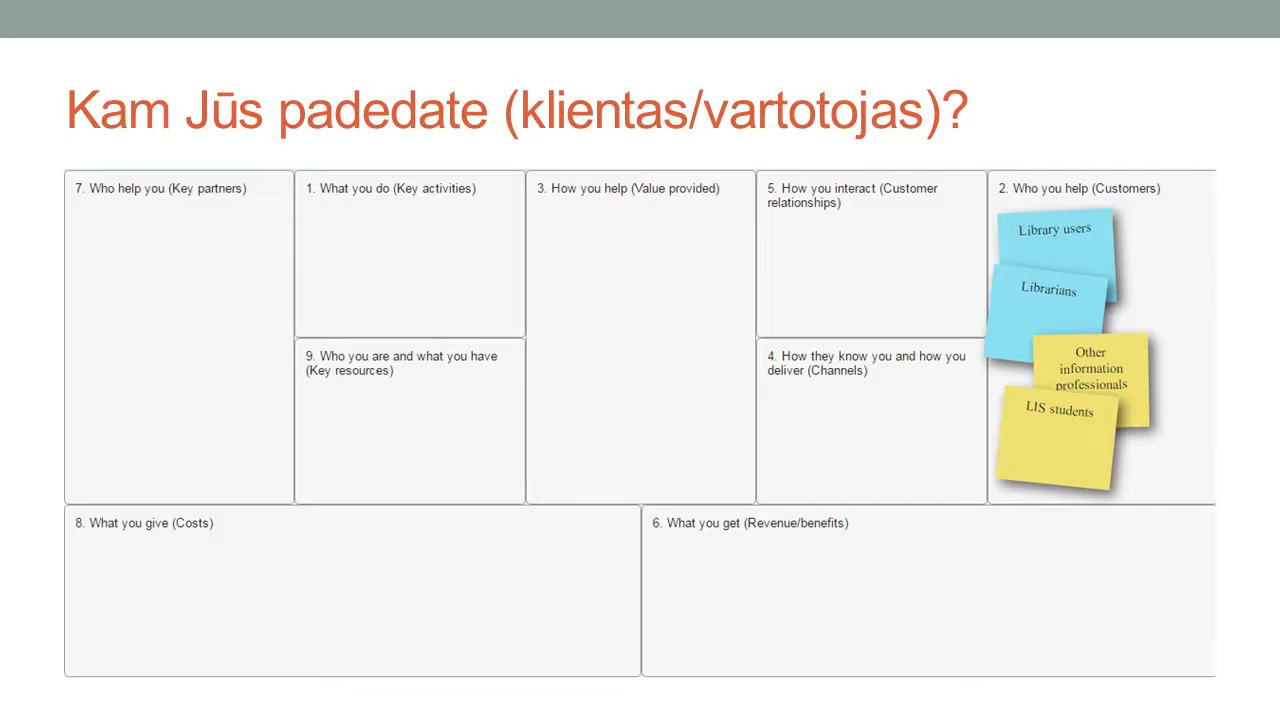 Kam Jūs padedate (klientas/vartotojas)?
7. Who help you (Key partners)
1. What you do (Key activities)
3. How you help (Value provided)
5. How you interact (Customer
relationships)
2. Who you help (Customers)
Library users
Librarians
Other
information
professionals
LIS students
9. Who you are and what you have
(Key resources)
4. How they know you and how you
deliver (Channels)
8. What you give (Costs)
6. What you get (Revenue/benefits)